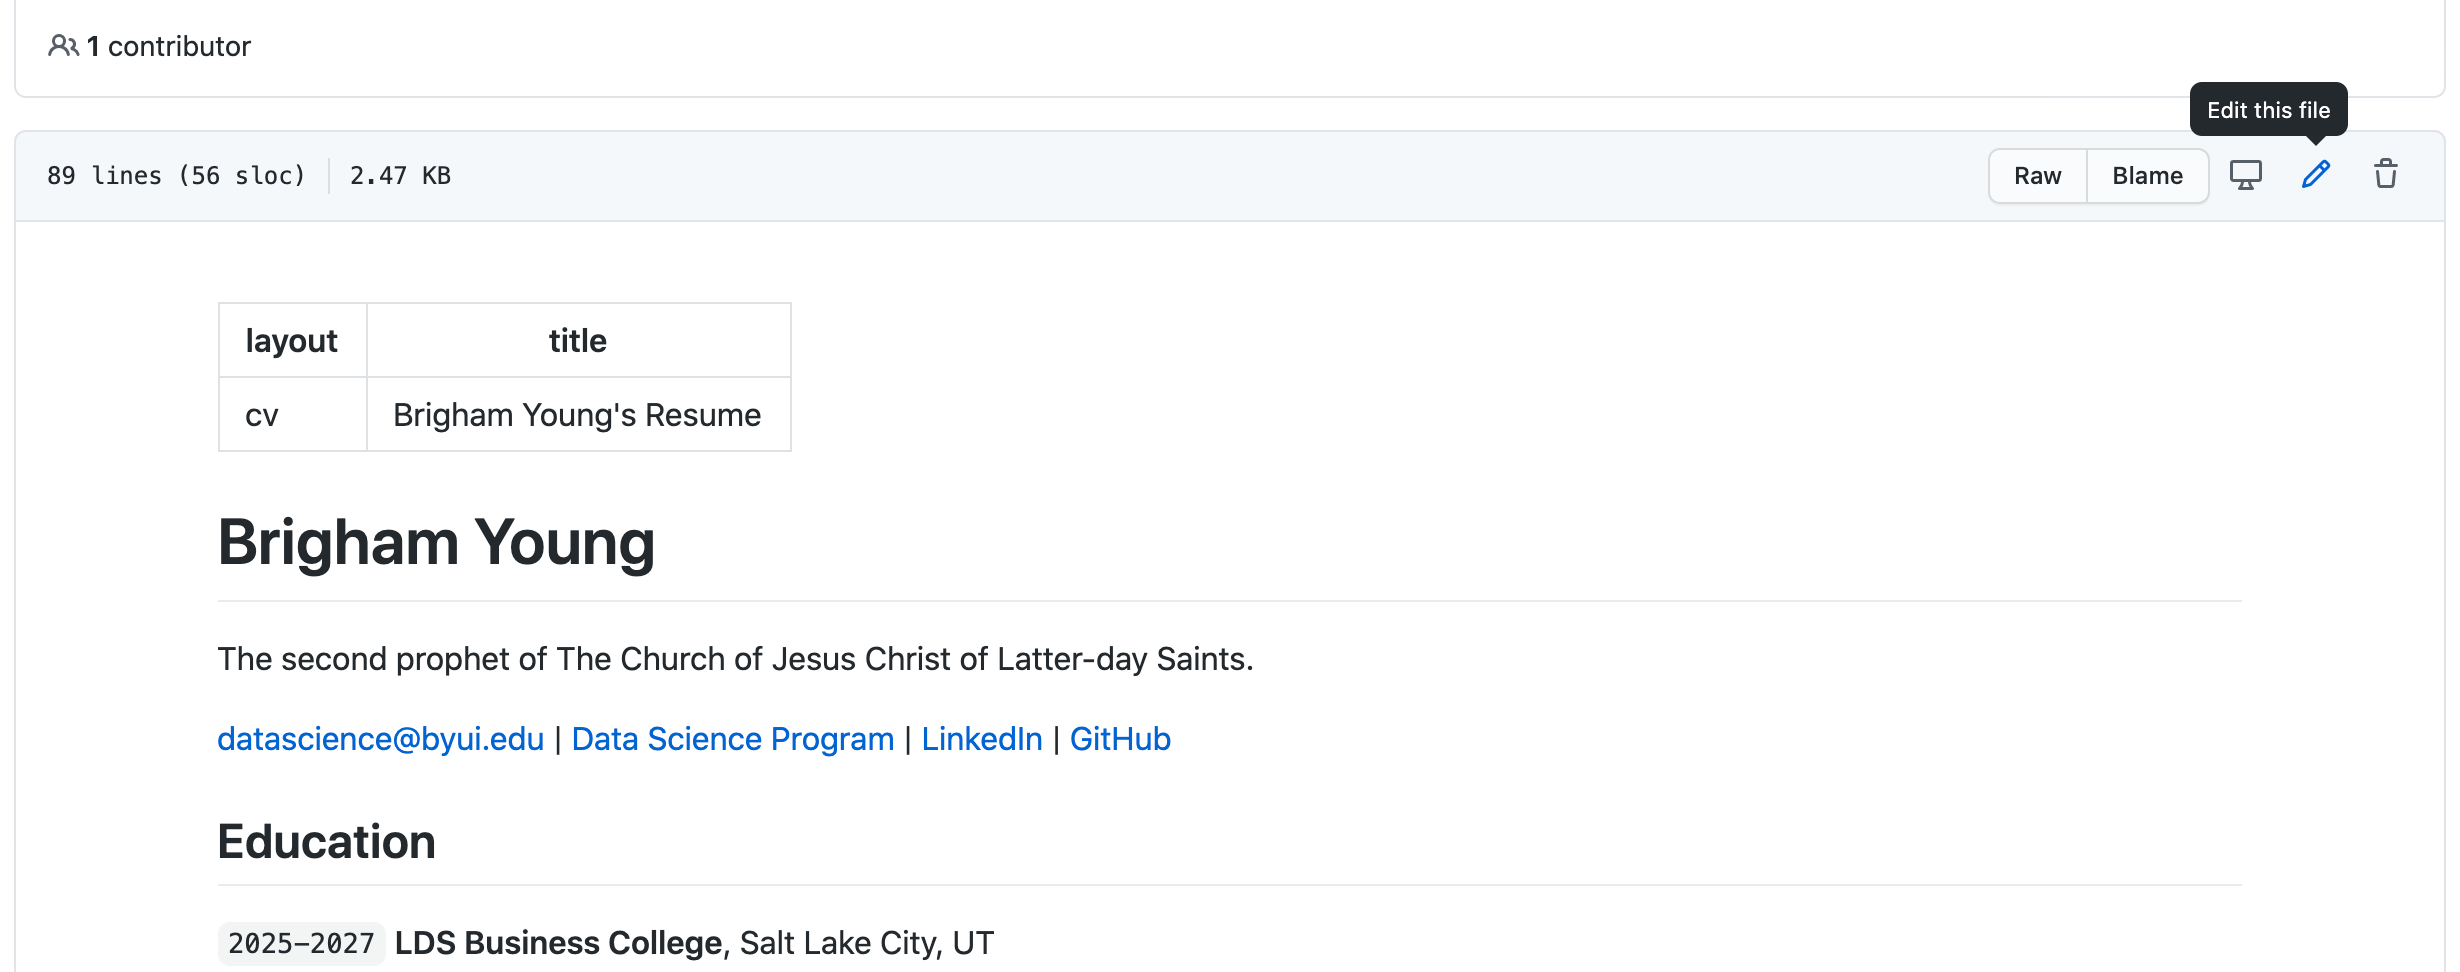 1 contributor
Edit this file
89 lines (56 sloc) 2.47 KB Raw Blame
layout title
cv Brigham Young's Resume
Brigham Young
The second prophet of The Church of Jesus Christ of Latter-day Saints.
datascience@byui.edu | Data Science Program | LinkedIn | GitHub
Education
2025-2027 LDS Business College, Salt Lake City, UT